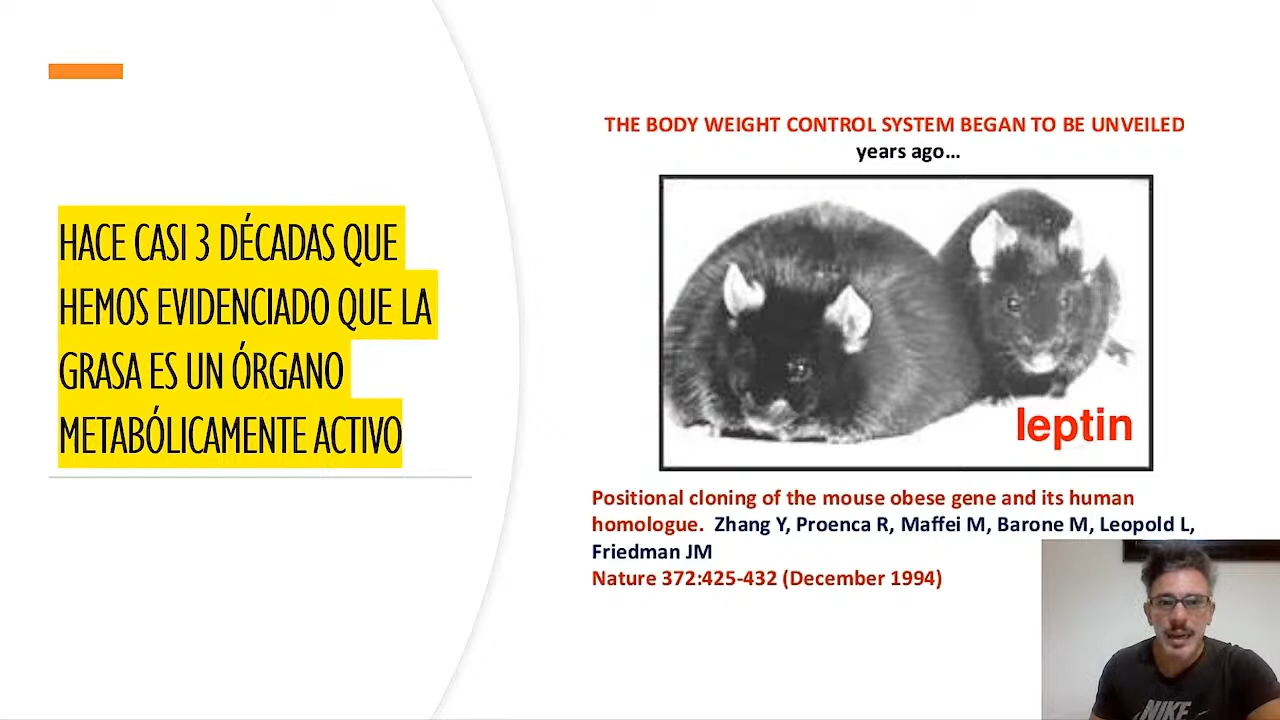 HACE CASI 3 DÉCADAS QUE
HEMOS EVIDENCIADO QUE LA
GRASA ES UN ÓRGANO
METABÓLICAMENTE ACTIVO
THE BODY WEIGHT CONTROL SYSTEM BEGAN TO BE UNVEILED
years ago...
leptin
Positional cloning of the mouse obese gene and its human
homologue. Zhang Y, Proenca R, Maffei M, Barone M, Leopold L,
Friedman JM
Nature 372:425-432 (December 1994)
NIKE